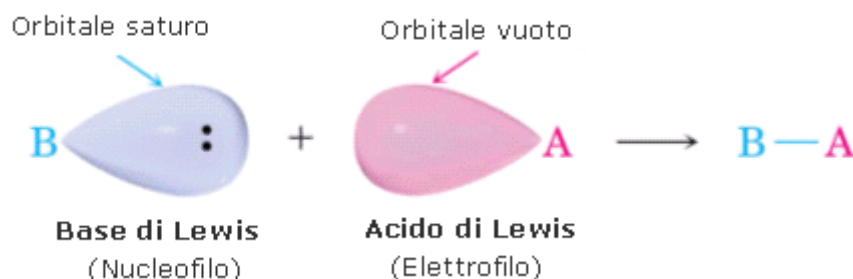 Orbitale saturo
Orbitale vuoto
B : + A → B — A
Base di Lewis
(Nucleofilo)
Acido di Lewis
(Elettrofilo)